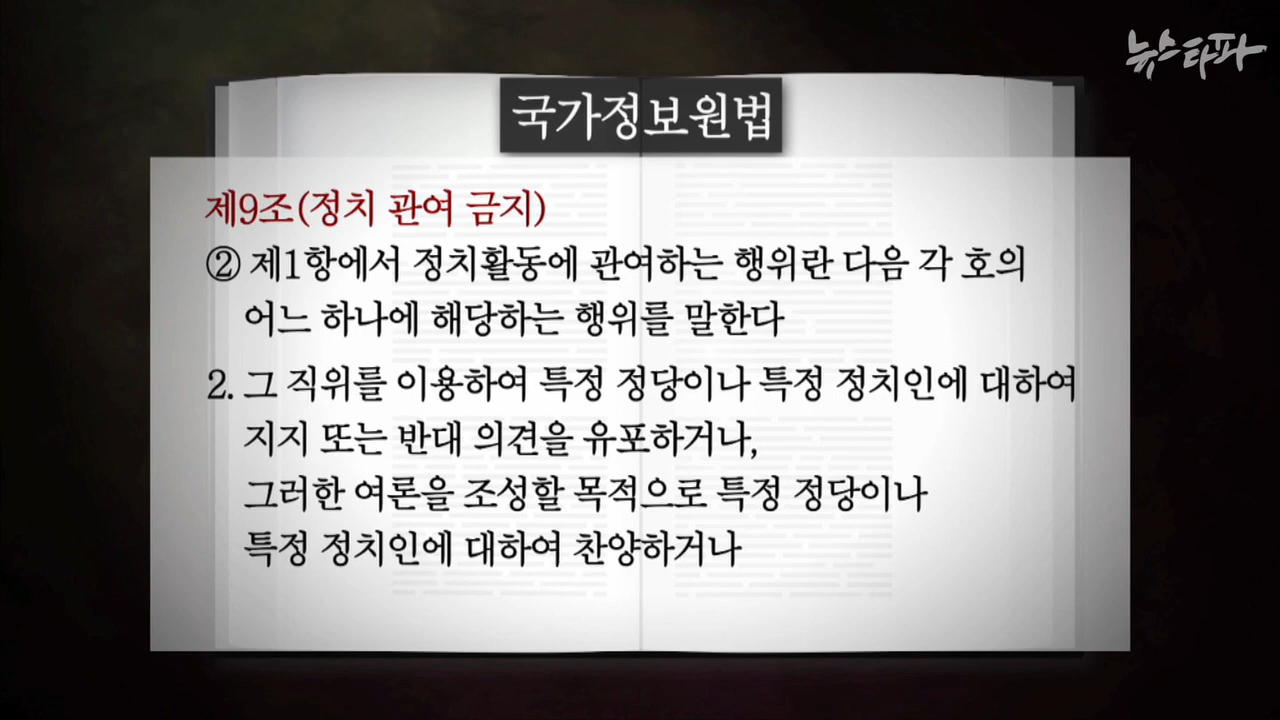 뉴스타파
국가정보원법
제9조(정치 관여 금지)
② 제1항에서 정치활동에 관여하는 행위란 다음 각 호의
어느 하나에 해당하는 행위를 말한다
2. 그 직위를 이용하여 특정 정당이나 특정 정치인에 대하여
지지 또는 반대 의견을 유포하거나,
그러한 여론을 조성할 목적으로 특정 정당이나
특정 정치인에 대하여 찬양하거나